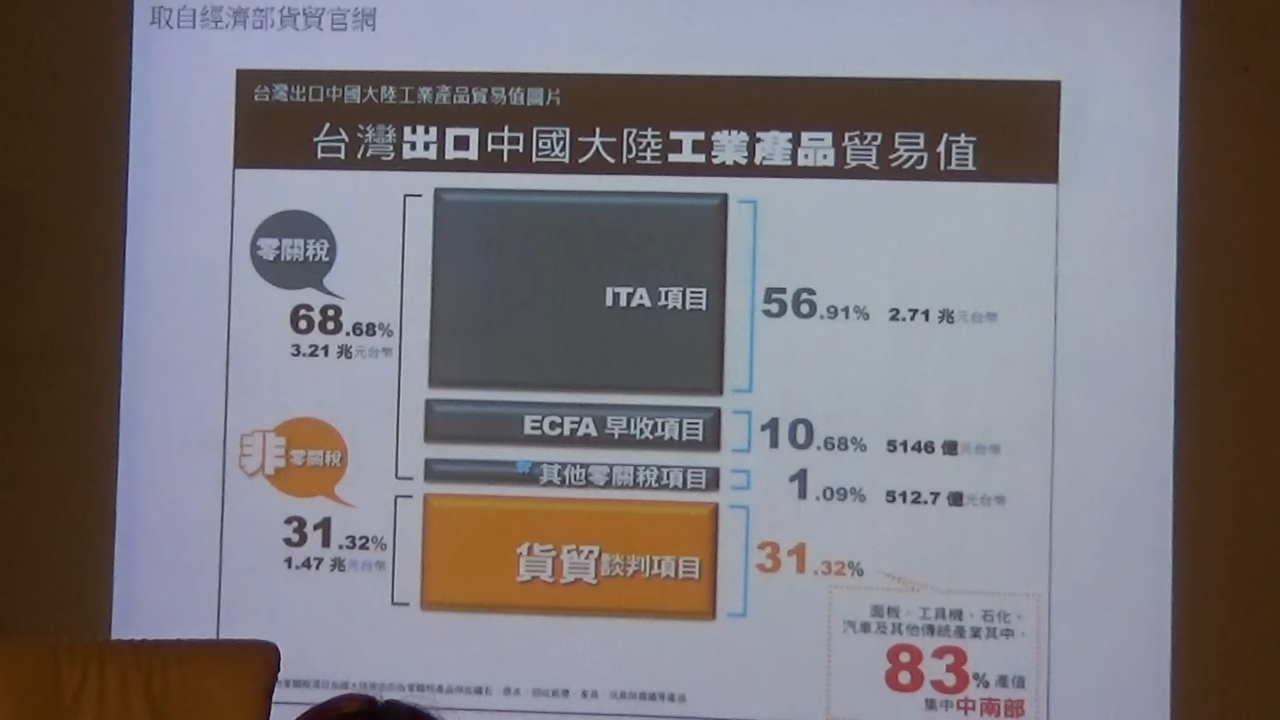 取自經濟部貨貿官網
台灣出口中國大陸工業產品貿易值圖片
台灣出口中國大陸工業產品貿易值
零關稅
68.68%
3.21 兆元台幣
ITA 項目
56.91% 2.71 兆元台幣
ECFA 早收項目
10.68% 5146 億元台幣
其他零關稅項目
1.09% 512.7 億元台幣
非零關稅
31.32%
1.47 兆元台幣
貨貿談判項目
31.32%
面板、工具機、石化、
汽車及其他傳統產業其中，
83% 產值
集中中南部